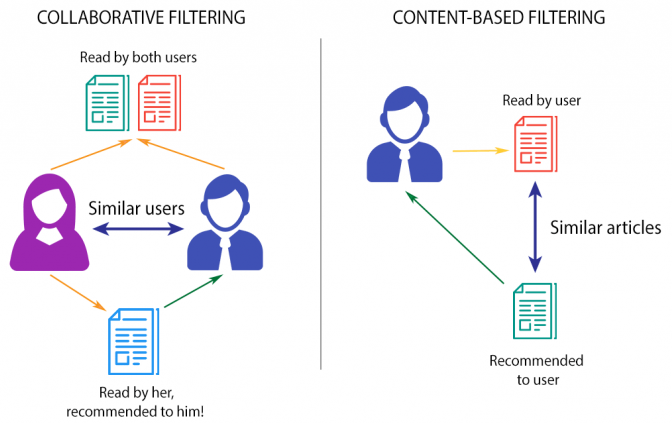 COLLABORATIVE FILTERING
Read by both users
Similar users
Read by her,
recommended to him!
CONTENT-BASED FILTERING
Read by user
Similar articles
Recommended
to user